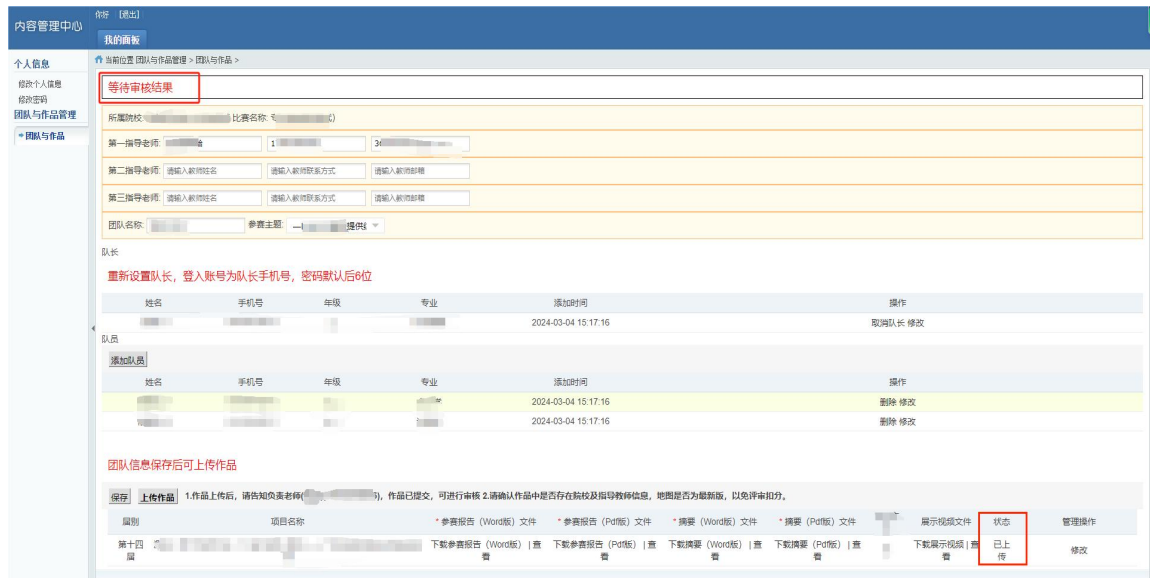 你好 [退出]
内容管理中心
我的面板
个人信息
修改个人信息
修改密码
团队与作品管理
团队与作品
当前位置 团队与作品管理 > 团队与作品 >
等待审核结果
所属院校: 比赛名称:
第一指导老师:
第二指导老师: 请输入教师姓名 请输入教师联系方式 请输入教师邮箱
第三指导老师: 请输入教师姓名 请输入教师联系方式 请输入教师邮箱
团队名称: 参赛主题: 提供
队长
重新设置队长，登入账号为队长手机号，密码默认后6位
姓名 手机号 年级 专业 添加时间 操作
2024-03-04 15:17:16 取消队长 修改
队员
添加队员
姓名 手机号 年级 专业 添加时间 操作
2024-03-04 15:17:16 删除 修改
2024-03-04 15:17:16 删除 修改
团队信息保存后可上传作品
保存 上传作品 1.作品上传后，请告知负责老师( )，作品已提交，可进行审核 2.请确认作品中是否存在院校及指导教师信息，地图是否为最新版，以免评审扣分。
届别 项目名称 * 参赛报告（Word版）文件 * 参赛报告（Pdf版）文件 * 摘要（Word版）文件 * 摘要（Pdf版）文件 展示视频文件 状态 管理操作
第十四届 下载参赛报告（Word版）| 查看 下载参赛报告（Pdf版）| 查看 下载摘要（Word版）| 查看 下载摘要（Pdf版）| 查看 下载展示视频 | 查看 已上传 修改